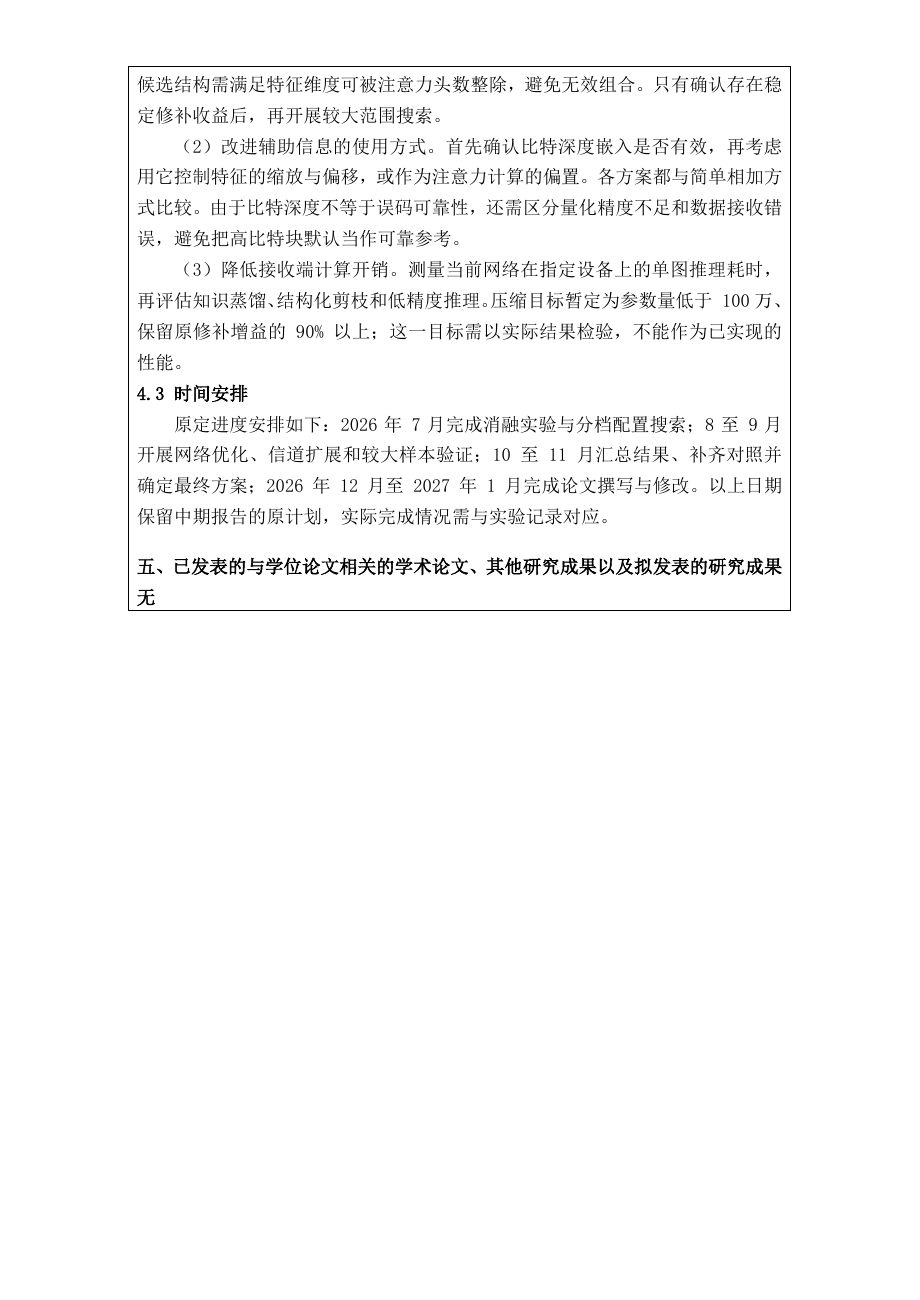 候选结构需满足特征维度可被注意力头数整除，避免无效组合。只有确认存在稳
定修补收益后，再开展较大范围搜索。
（2）改进辅助信息的使用方式。首先确认比特深度嵌入是否有效，再考虑
用它控制特征的缩放与偏移，或作为注意力计算的偏置。各方案都与简单相加方
式比较。由于比特深度不等于误码可靠性，还需区分量化精度不足和数据接收错
误，避免把高比特块默认当作可靠参考。
（3）降低接收端计算开销。测量当前网络在指定设备上的单图推理耗时，
再评估知识蒸馏、结构化剪枝和低精度推理。压缩目标暂定为参数量低于 100 万、
保留原修补增益的 90% 以上；这一目标需以实际结果检验，不能作为已实现的
性能。
4.3 时间安排
原定进度安排如下：2026 年 7 月完成消融实验与分档配置搜索；8 至 9 月
开展网络优化、信道扩展和较大样本验证；10 至 11 月汇总结果、补齐对照并
确定最终方案；2026 年 12 月至 2027 年 1 月完成论文撰写与修改。以上日期
保留中期报告的原计划，实际完成情况需与实验记录对应。
五、已发表的与学位论文相关的学术论文、其他研究成果以及拟发表的研究成果
无